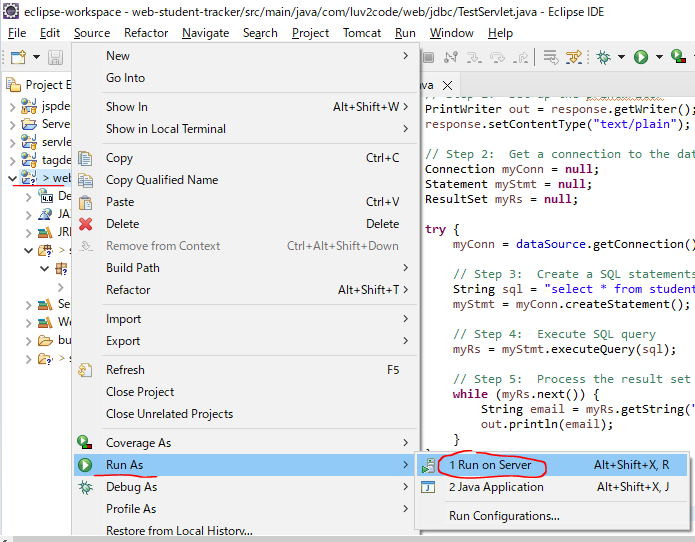 eclipse-workspace - web-student-tracker/src/main/java/com/luv2code/web/jdbc/TestServlet.java - Eclipse IDE
File Edit Source Refactor Navigate Search Project Tomcat Run Window Help
Project E
jspde
Server
servle
tagde
> web
De
JA
JRI
> s
Se
We
bu
> s
New
Go Into
Show In Alt+Shift+W >
Show in Local Terminal >
Copy Ctrl+C
Copy Qualified Name
Paste Ctrl+V
Delete Delete
Remove from Context Ctrl+Alt+Shift+Down
Build Path >
Refactor Alt+Shift+T >
Import >
Export >
Refresh F5
Close Project
Close Unrelated Projects
Coverage As >
Run As >
Debug As >
Profile As >
Restore from Local History...
1 Run on Server Alt+Shift+X, R
2 Java Application Alt+Shift+X, J
Run Configurations...
ava
PrintWriter out = response.getWriter();
response.setContentType("text/plain");
// Step 2: Get a connection to the dat
Connection myConn = null;
Statement myStmt = null;
ResultSet myRs = null;
try {
myConn = dataSource.getConnection()
// Step 3: Create a SQL statements
String sql = "select * from student
myStmt = myConn.createStatement();
// Step 4: Execute SQL query
myRs = myStmt.executeQuery(sql);
// Step 5: Process the result set
while (myRs.next()) {
String email = myRs.getString("
out.println(email);
}